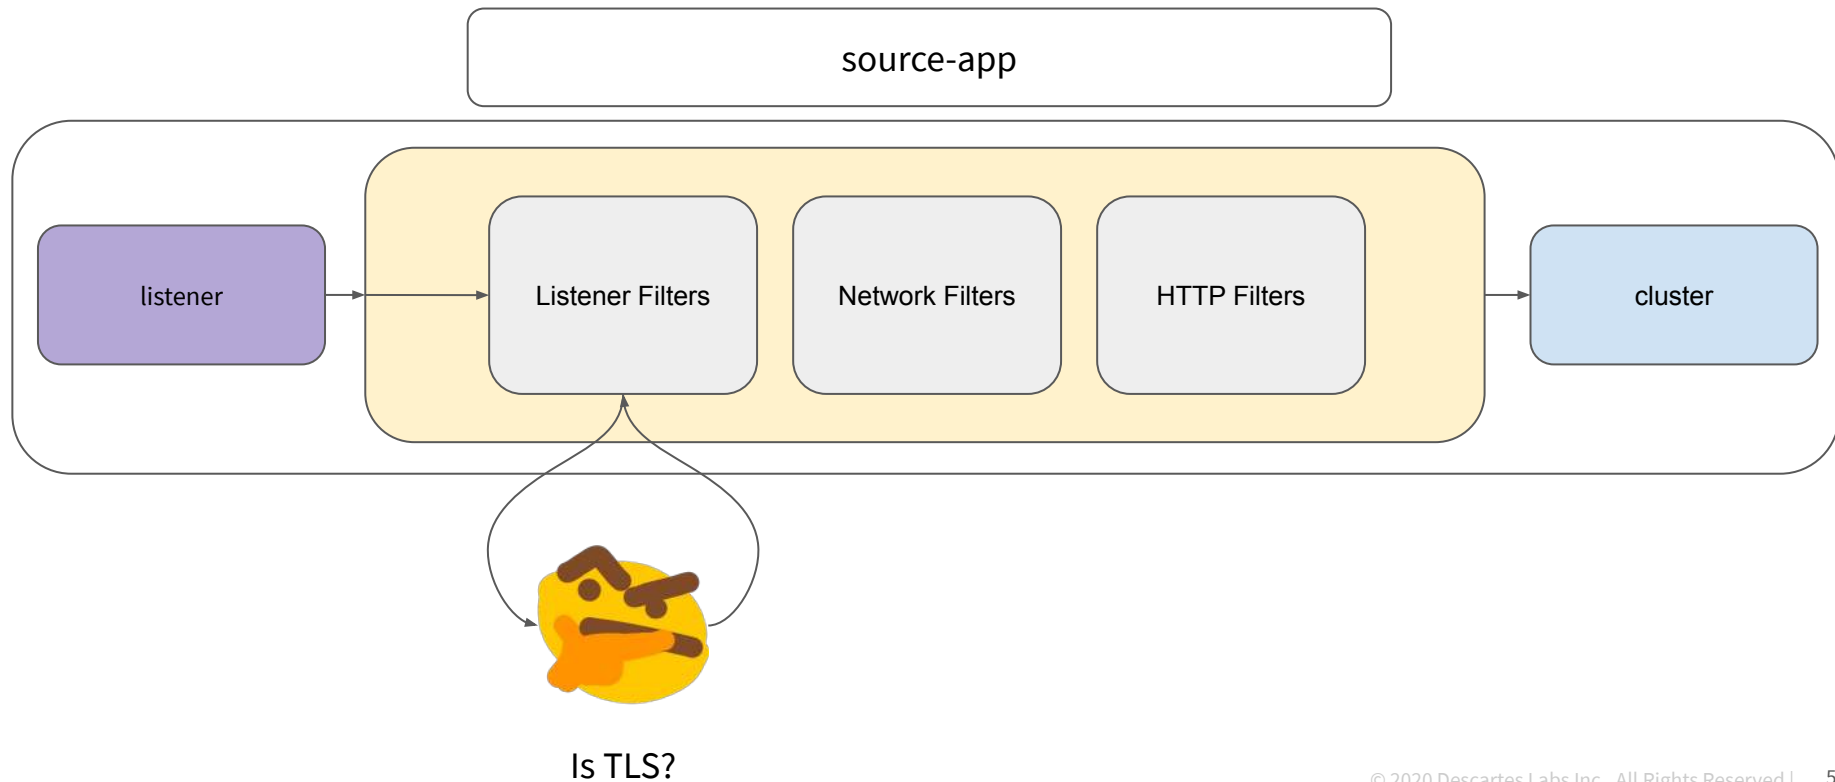 source-app
listener
Listener Filters
Network Filters
HTTP Filters
cluster
Is TLS?
© 2020 Descartes Labs Inc. All Rights Reserved | 5